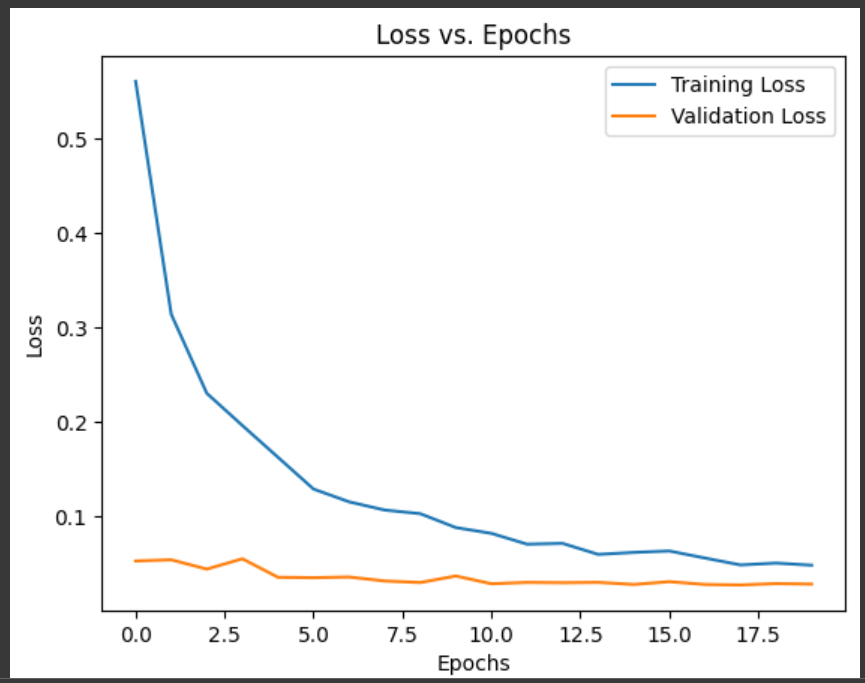 Loss vs. Epochs
Training Loss
Validation Loss
0.5
0.4
0.3
0.2
0.1
Loss
0.0 2.5 5.0 7.5 10.0 12.5 15.0 17.5
Epochs